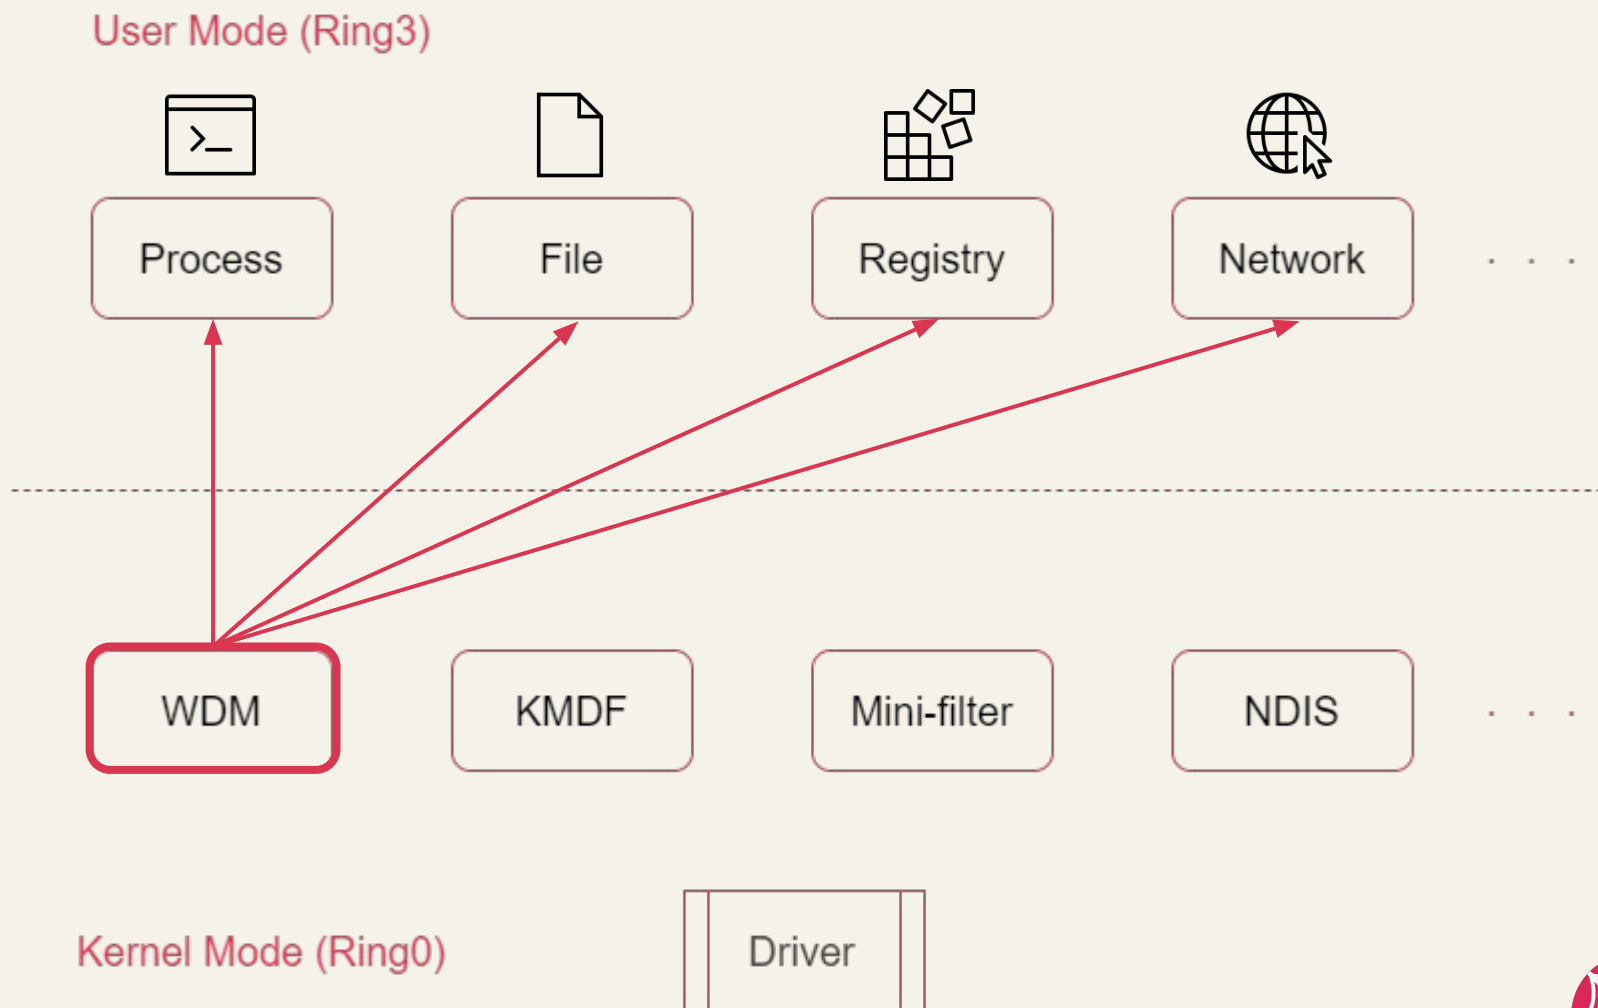 User Mode (Ring3)
Process
File
Registry
Network
. . .
WDM
KMDF
Mini-filter
NDIS
. . .
Kernel Mode (Ring0)
Driver